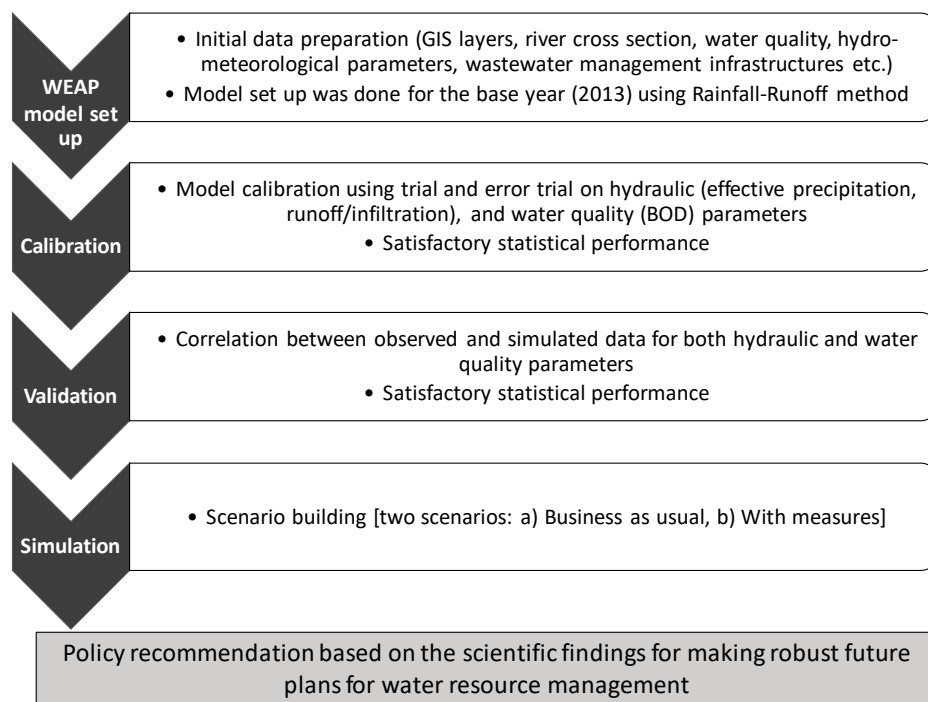 WEAP
model set
up
• Initial data preparation (GIS layers, river cross section, water quality, hydro-
meteorological parameters, wastewater management infrastructures etc.)
• Model set up was done for the base year (2013) using Rainfall-Runoff method
Calibration
• Model calibration using trial and error trial on hydraulic (effective precipitation,
runoff/infiltration), and water quality (BOD) parameters
• Satisfactory statistical performance
Validation
• Correlation between observed and simulated data for both hydraulic and water
quality parameters
• Satisfactory statistical performance
Simulation
• Scenario building [two scenarios: a) Business as usual, b) With measures]
Policy recommendation based on the scientific findings for making robust future
plans for water resource management